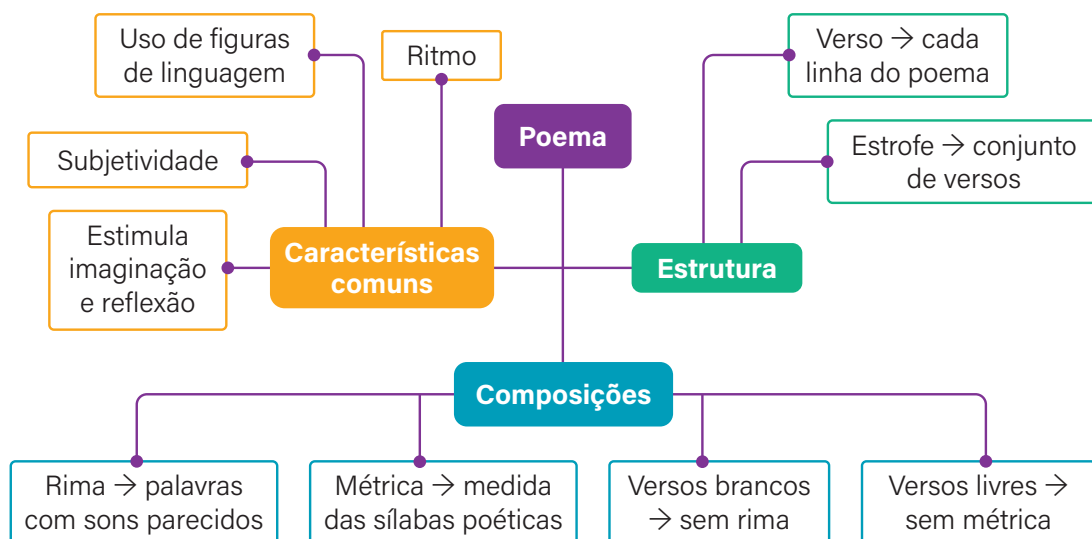 Uso de figuras
de linguagem
Ritmo
Poema
Verso → cada
linha do poema
Subjetividade
Estrofe → conjunto
de versos
Estimula
imaginação
e reflexão
Características
comuns
Estrutura
Composições
Rima → palavras
com sons parecidos
Métrica → medida
das sílabas poéticas
Versos brancos
→ sem rima
Versos livres →
sem métrica